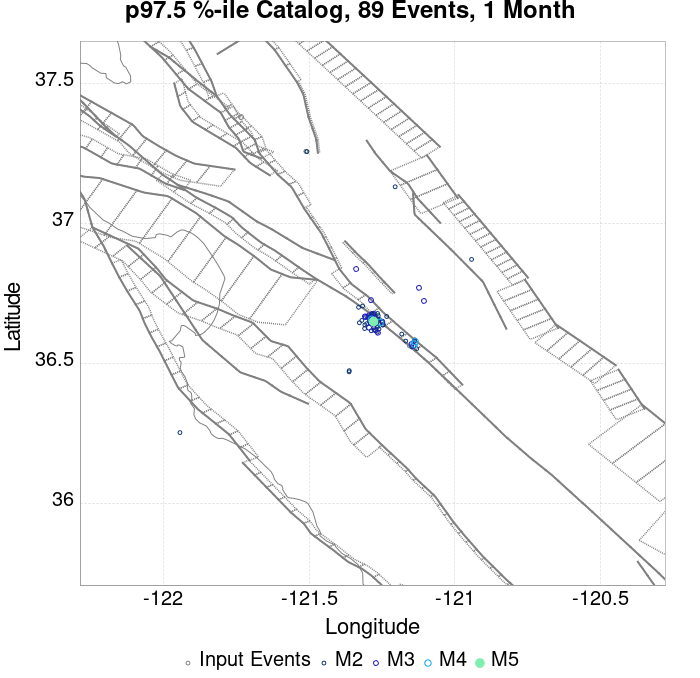 p97.5 %-ile Catalog, 89 Events, 1 Month
37.5
37
36.5
36
Latitude
-122
-121.5
-121
-120.5
Longitude
Input Events M2 M3 M4 M5